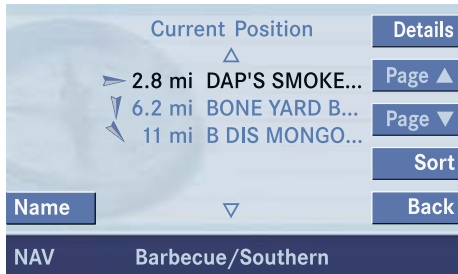 Current Position
Details
2.8 mi DAP'S SMOKE...
Page ▲
6.2 mi BONE YARD B...
Page ▼
11 mi B DIS MONGO...
Sort
Name
Back
NAV Barbecue/Southern